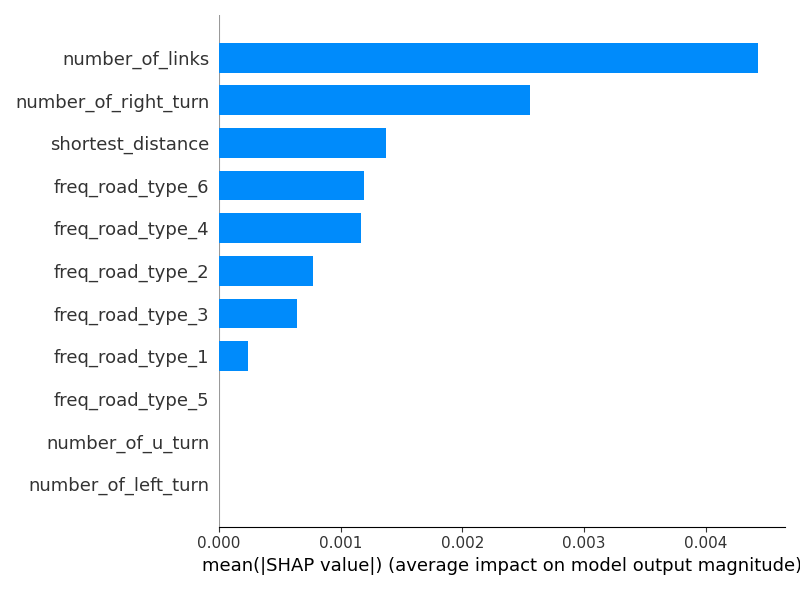 number_of_links
number_of_right_turn
shortest_distance
freq_road_type_6
freq_road_type_4
freq_road_type_2
freq_road_type_3
freq_road_type_1
freq_road_type_5
number_of_u_turn
number_of_left_turn
0.000 0.001 0.002 0.003 0.004
mean(|SHAP value|) (average impact on model output magnitude)